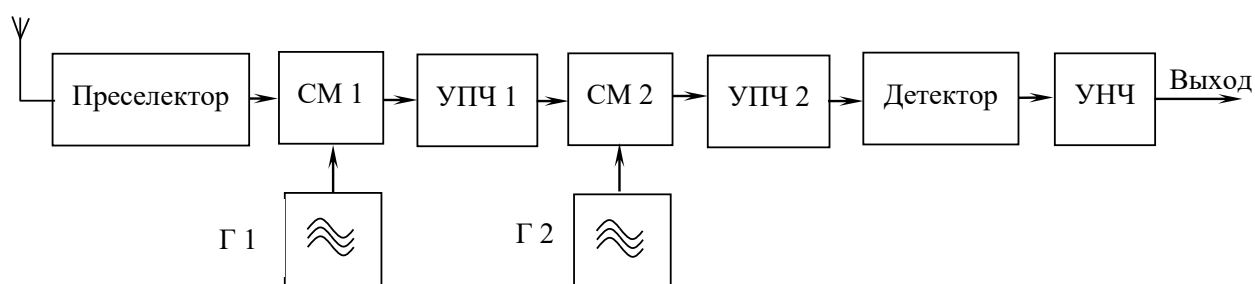 Преселектор
СМ 1
УПЧ 1
СМ 2
УПЧ 2
Детектор
УНЧ
Выход
Г 1
Г 2